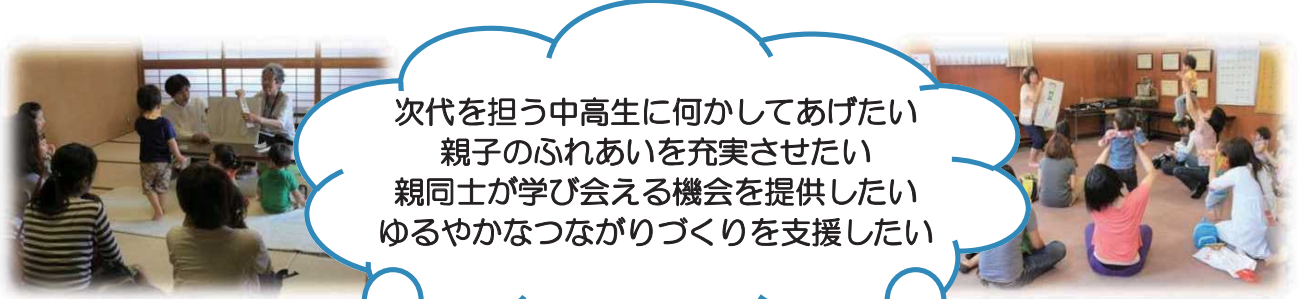 次代を担う中高生に何かしてあげたい
親子のふれあいを充実させたい
親同士が学び会える機会を提供したい
ゆるやかなつながりづくりを支援したい